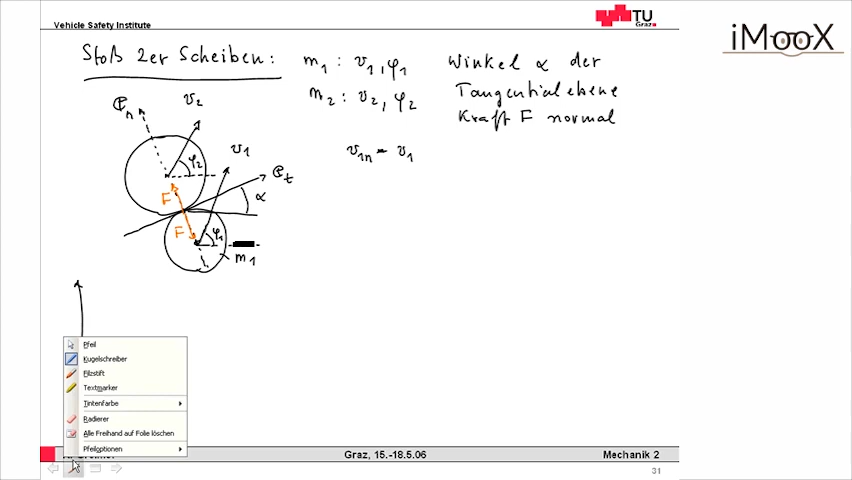 Vehicle Safety Institute
TU
Graz
iMooX
Stoß 2er Scheiben:
m₁ : v₁, φ₁
m₂ : v₂, φ₂
Winkel α der
Tangentialebene
Kraft F normal
v₁ₙ - v₁
eₙ
v₂
φ₂
v₁
eₜ
α
F
F
φ₁
m₁
Pfeil
Kugelschreiber
Filzstift
Textmarker
Tintenfarbe
Radierer
Alle Freihand auf Folie löschen
Pfeiloptionen
Graz, 15.-18.5.06
Mechanik 2
31